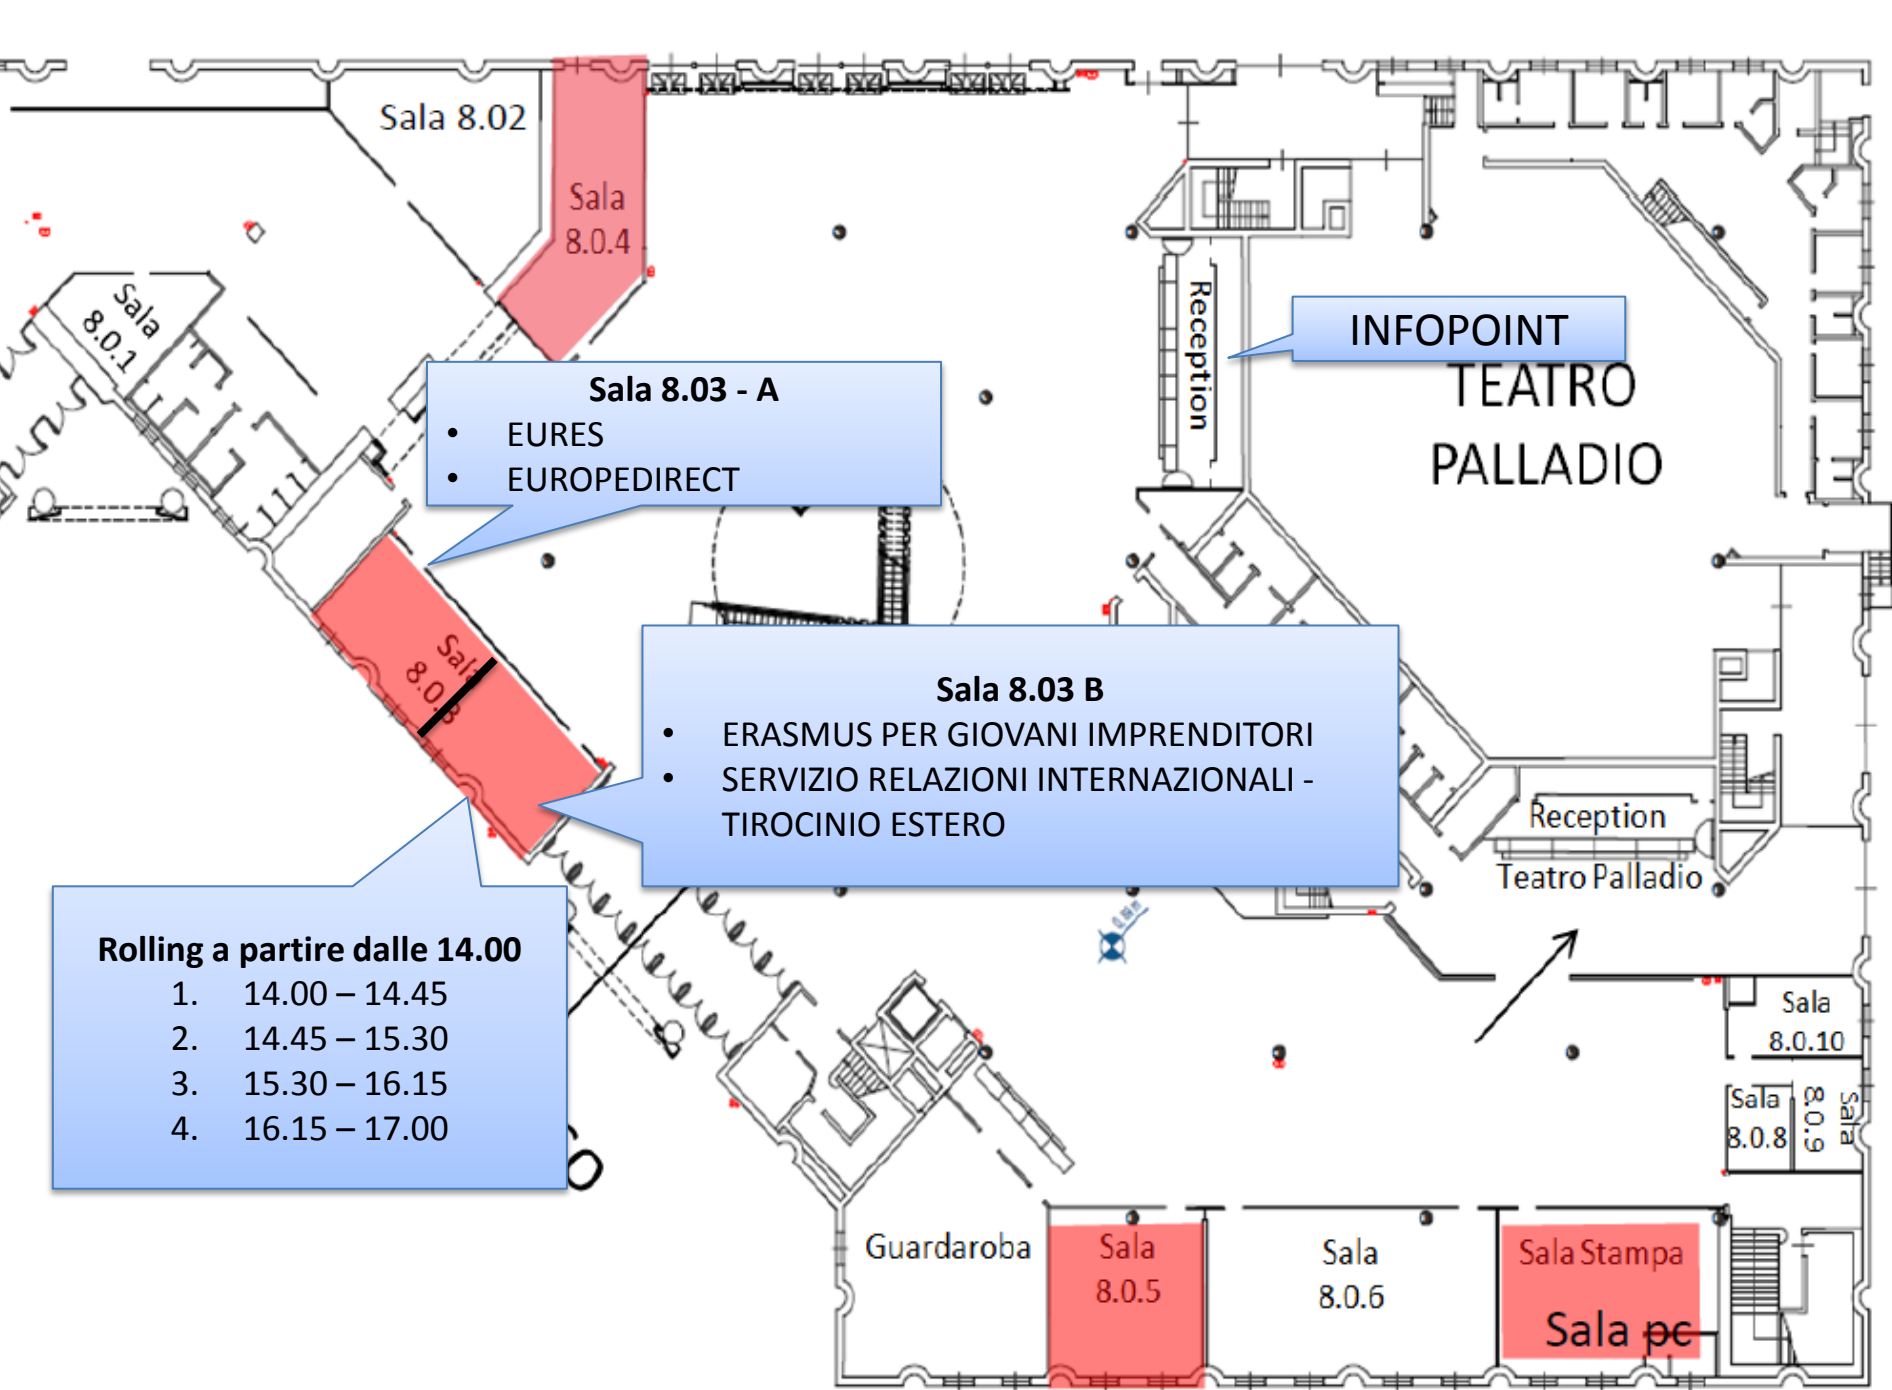 Sala 8.02
Sala
8.0.4
Sala
8.0.1
Reception
INFOPOINT
TEATRO
PALLADIO
Sala 8.03 - A
• EURES
• EUROPEDIRECT
Sala
8.0.3
Sala 8.03 B
• ERASMUS PER GIOVANI IMPRENDITORI
• SERVIZIO RELAZIONI INTERNAZIONALI -
TIROCINIO ESTERO
Reception
Teatro Palladio
Rolling a partire dalle 14.00
1. 14.00 – 14.45
2. 14.45 – 15.30
3. 15.30 – 16.15
4. 16.15 – 17.00
Sala
8.0.10
Sala
8.0.8
Sala
8.0.9
Guardaroba
Sala
8.0.5
Sala
8.0.6
Sala Stampa
Sala pc